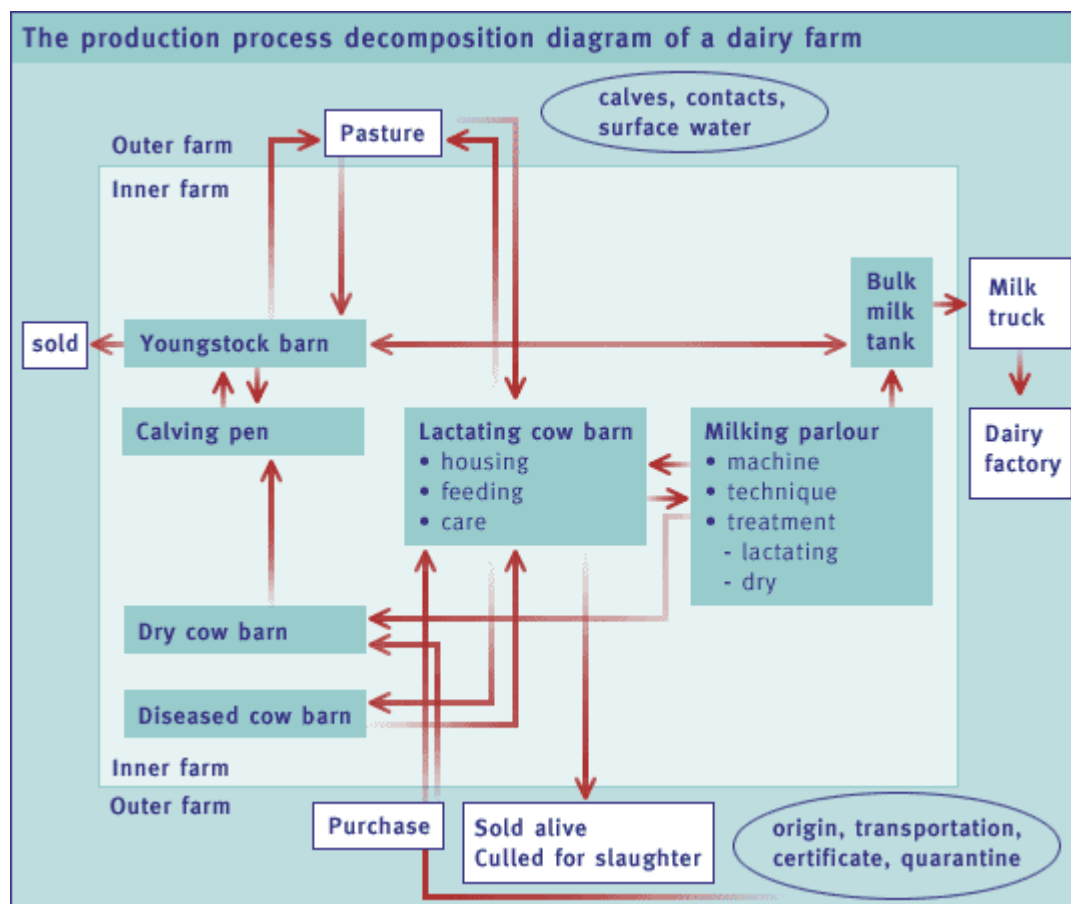 The production process decomposition diagram of a dairy farm
calves, contacts,
surface water
Pasture
Outer farm
Inner farm
Bulk
milk
tank
Milk
truck
sold
Youngstock barn
Calving pen
Lactating cow barn
• housing
• feeding
• care
Milking parlour
• machine
• technique
• treatment
- lactating
- dry
Dairy
factory
Dry cow barn
Diseased cow barn
Inner farm
Outer farm
Purchase
Sold alive
Culled for slaughter
origin, transportation,
certificate, quarantine